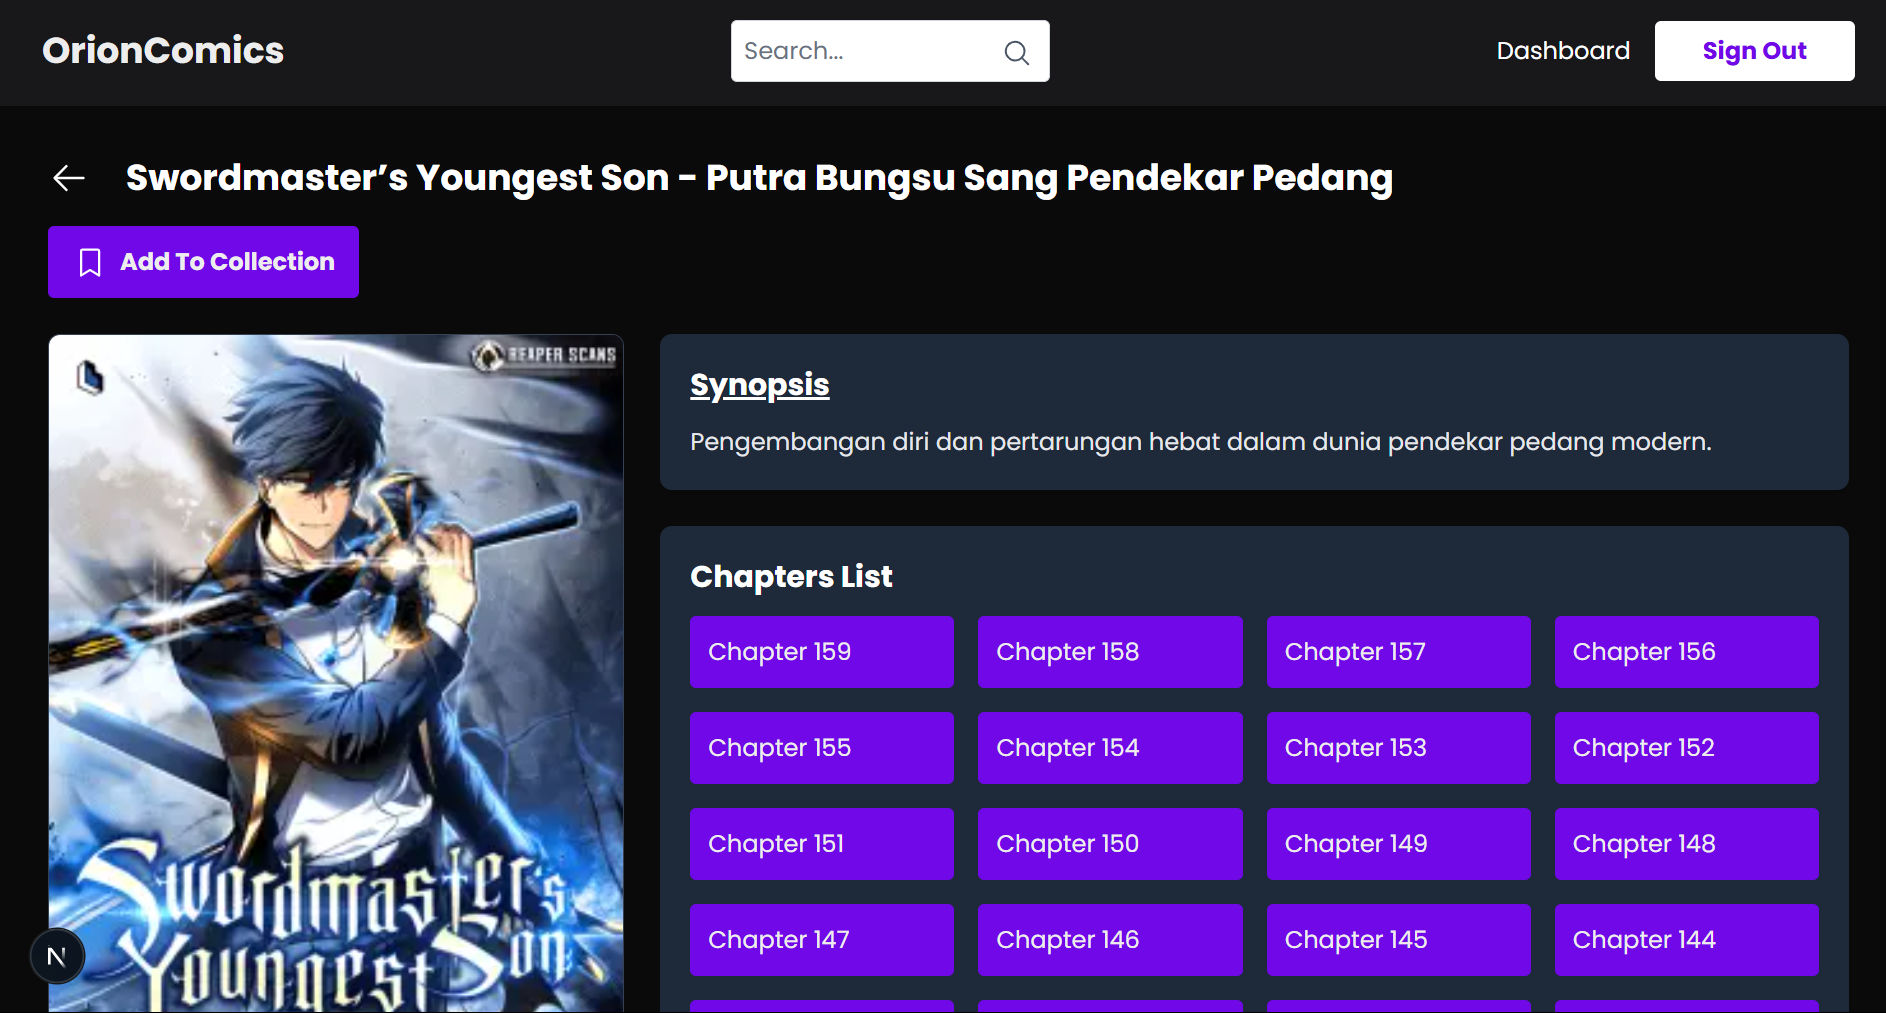 OrionComics
Search...
Dashboard
Sign Out
Swordmaster’s Youngest Son - Putra Bungsu Sang Pendekar Pedang
Add To Collection
REAPER SCANS
Swordmaster's
Youngest Son
N
Synopsis
Pengembangan diri dan pertarungan hebat dalam dunia pendekar pedang modern.
Chapters List
Chapter 159
Chapter 158
Chapter 157
Chapter 156
Chapter 155
Chapter 154
Chapter 153
Chapter 152
Chapter 151
Chapter 150
Chapter 149
Chapter 148
Chapter 147
Chapter 146
Chapter 145
Chapter 144